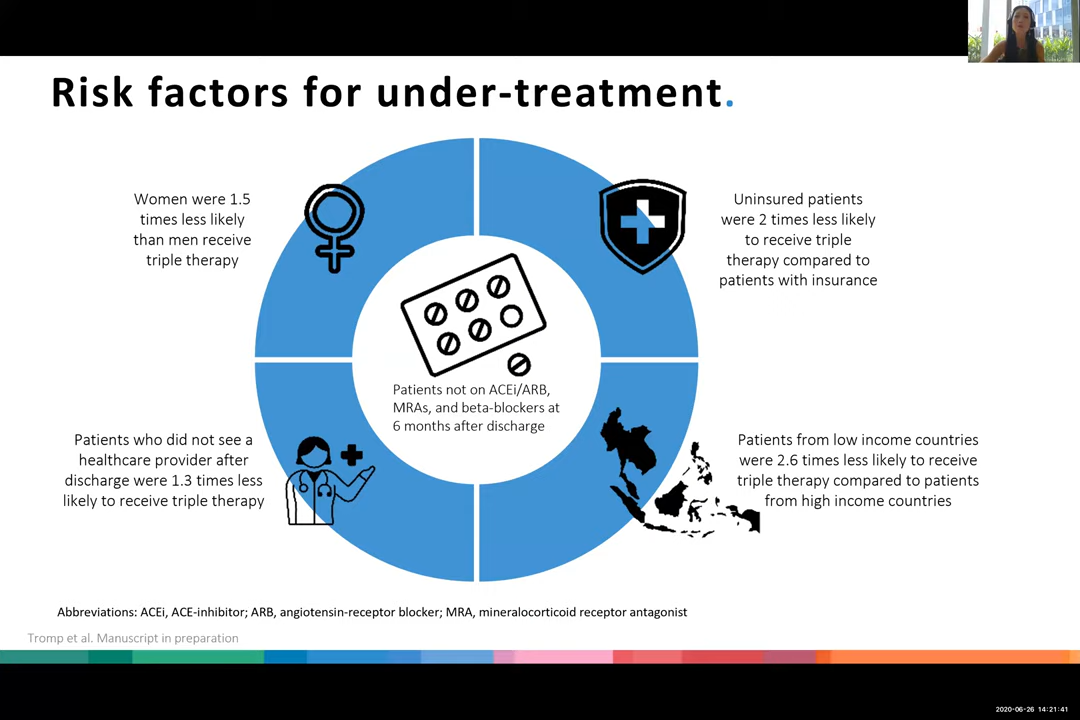 Risk factors for under-treatment.
Women were 1.5
times less likely
than men receive
triple therapy
Uninsured patients
were 2 times less likely
to receive triple
therapy compared to
patients with insurance
Patients not on ACEi/ARB,
MRAs, and beta-blockers at
6 months after discharge
Patients who did not see a
healthcare provider after
discharge were 1.3 times less
likely to receive triple therapy
Patients from low income countries
were 2.6 times less likely to receive
triple therapy compared to patients
from high income countries
Abbreviations: ACEi, ACE-inhibitor; ARB, angiotensin-receptor blocker; MRA, mineralocorticoid receptor antagonist
Tromp et al. Manuscript in preparation
2020-06-26 14:21:41